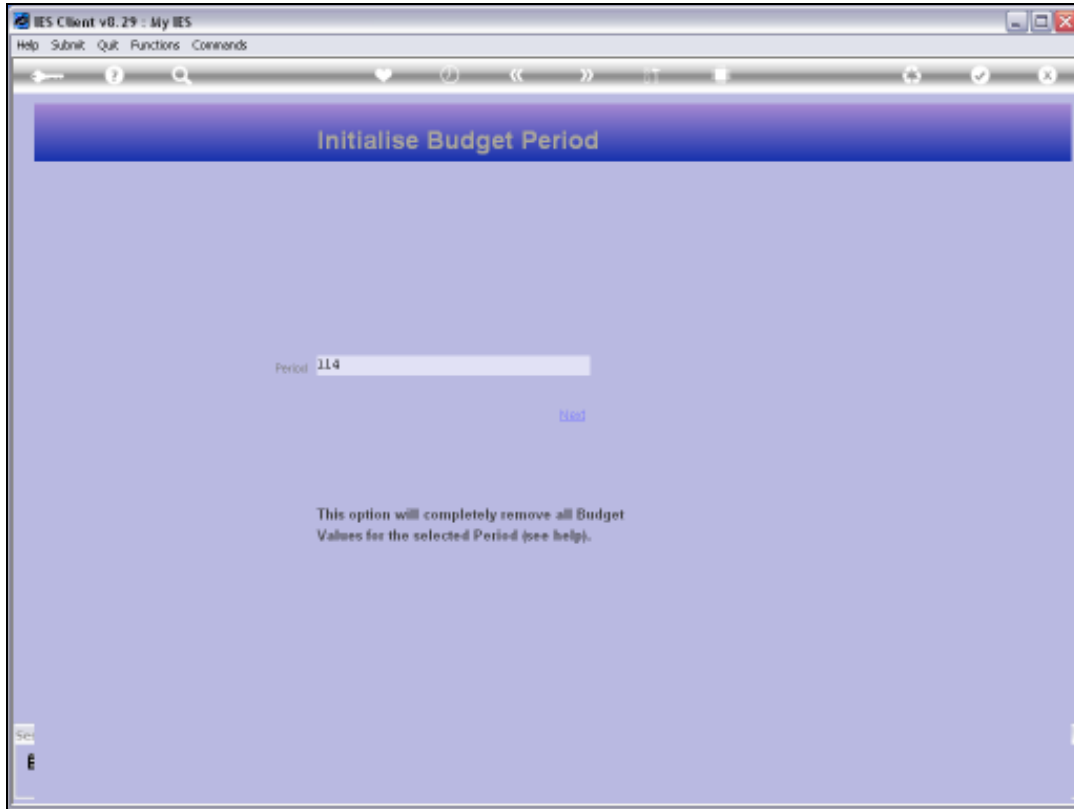 IES Client v8.29 : My IES
Help Submit Quit Functions Commands
Initialise Budget Period
Period 114
Next
This option will completely remove all Budget
Values for the selected Period (see help).
Se